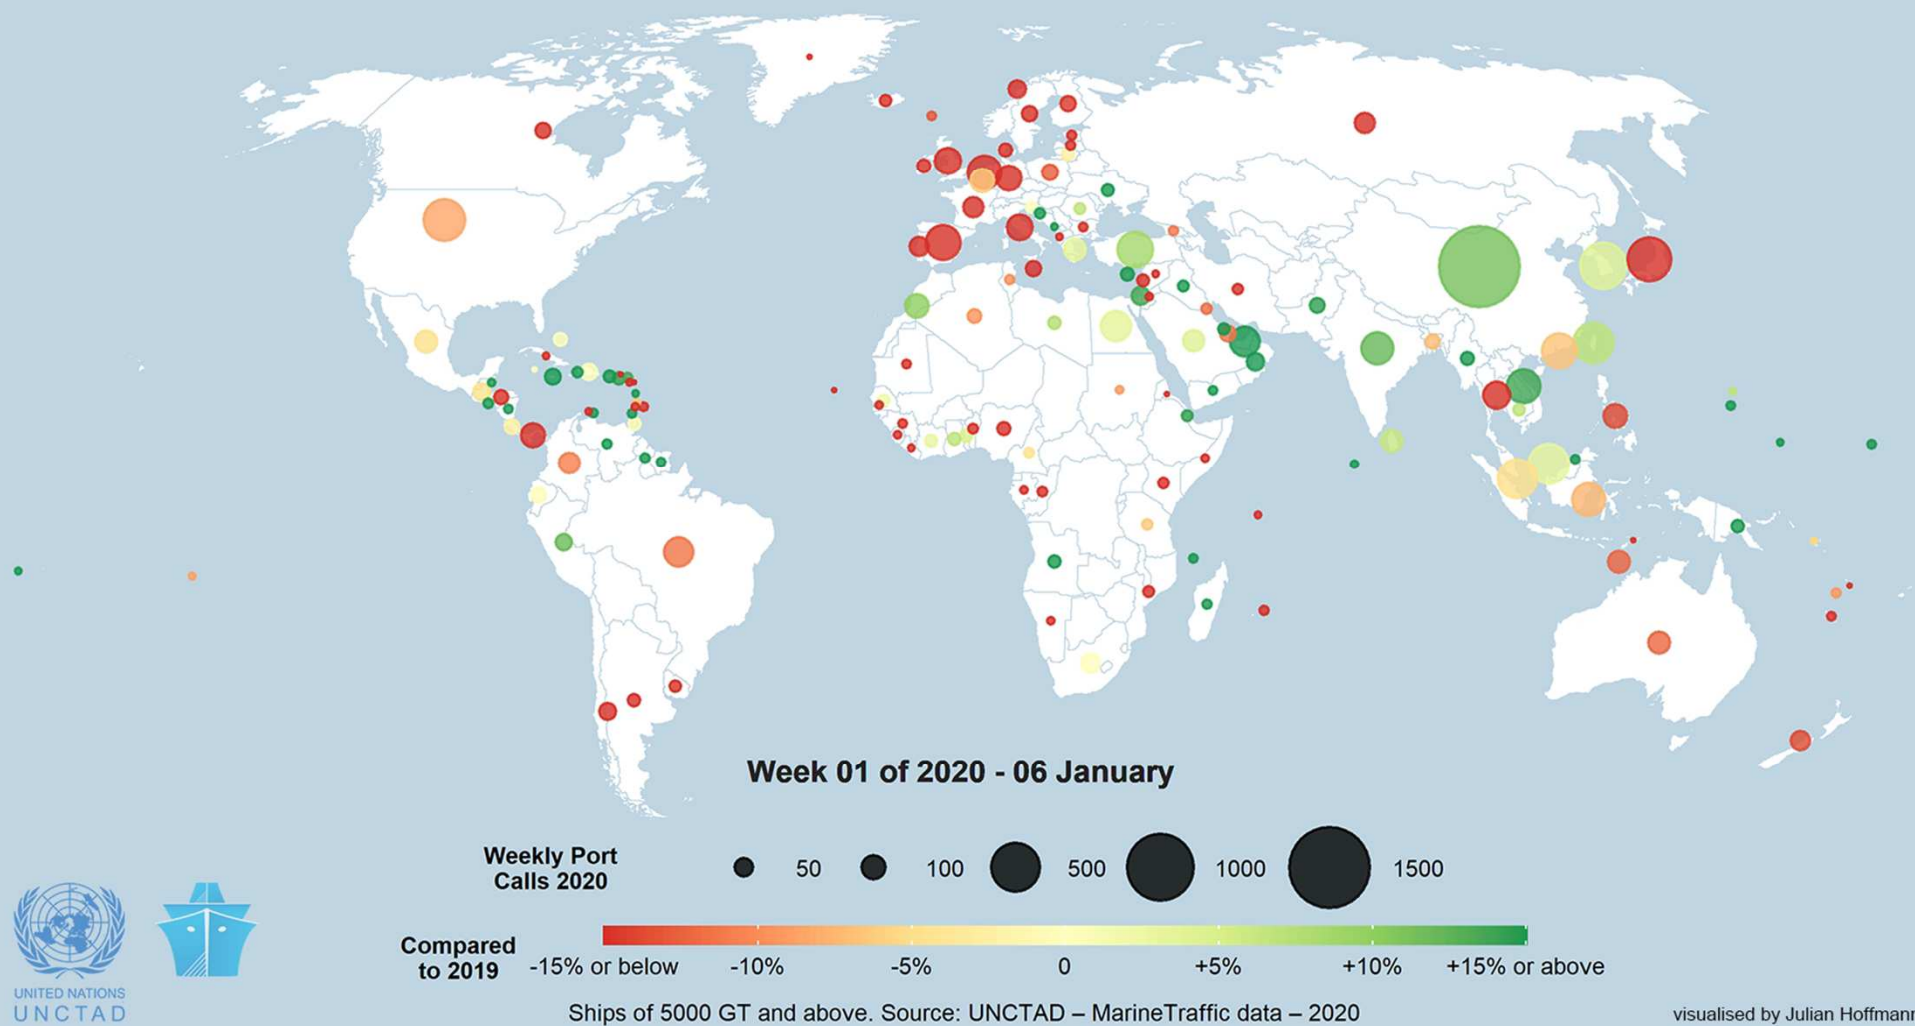 Week 01 of 2020 - 06 January
Weekly Port
Calls 2020
50 100 500 1000 1500
Compared
to 2019
-15% or below -10% -5% 0 +5% +10% +15% or above
UNITED NATIONS
UNCTAD
Ships of 5000 GT and above. Source: UNCTAD – MarineTraffic data – 2020
visualised by Julian Hoffmann